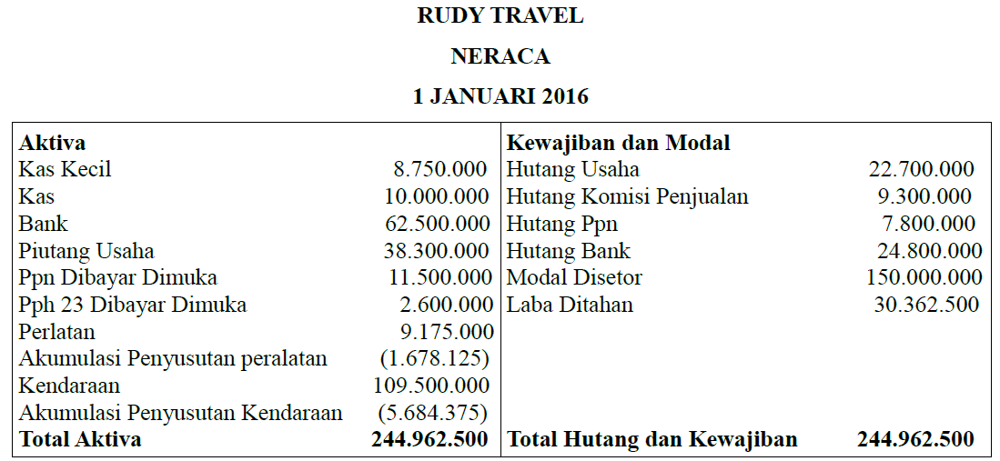 RUDY TRAVEL
NERACA
1 JANUARI 2016
Aktiva Kewajiban dan Modal
Kas Kecil 8.750.000 Hutang Usaha 22.700.000
Kas 10.000.000 Hutang Komisi Penjualan 9.300.000
Bank 62.500.000 Hutang Ppn 7.800.000
Piutang Usaha 38.300.000 Hutang Bank 24.800.000
Ppn Dibayar Dimuka 11.500.000 Modal Disetor 150.000.000
Pph 23 Dibayar Dimuka 2.600.000 Laba Ditahan 30.362.500
Perlatan 9.175.000
Akumulasi Penyusutan peralatan (1.678.125)
Kendaraan 109.500.000
Akumulasi Penyusutan Kendaraan (5.684.375)
Total Aktiva 244.962.500 Total Hutang dan Kewajiban 244.962.500